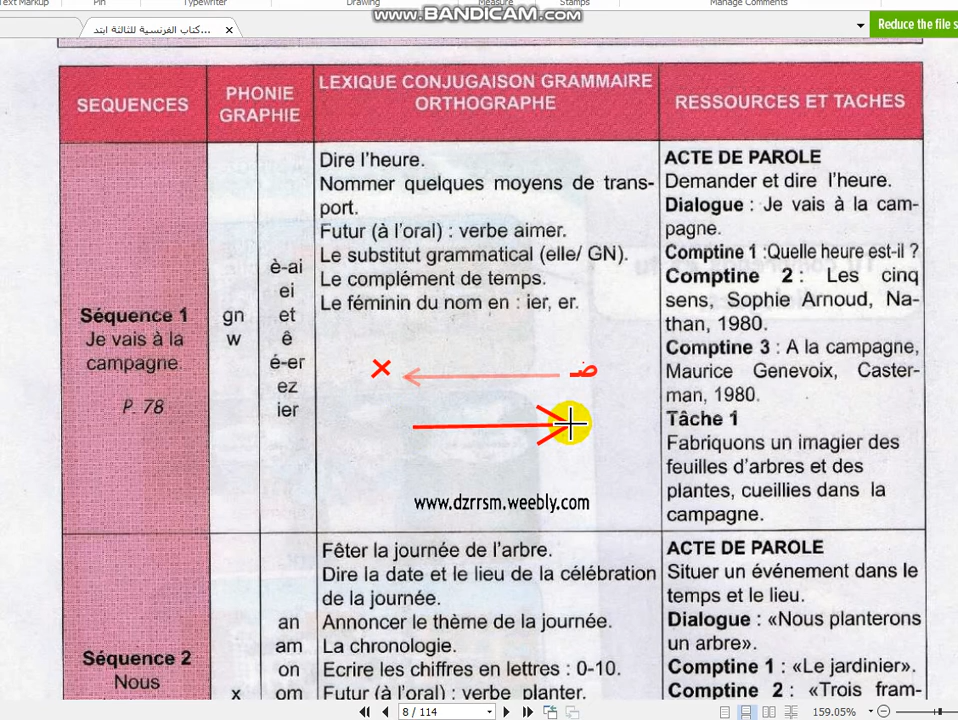 Text Markup
Pin
Typewriter
Drawing
Measure
Stamps
Manage Comments
www.BANDICAM.com
كتاب الفرنسية للثالثة ابتد...
Reduce the file s
SEQUENCES
PHONIE
GRAPHIE
LEXIQUE CONJUGAISON GRAMMAIRE
ORTHOGRAPHE
RESSOURCES ET TACHES
Séquence 1
Je vais à la
campagne.
P. 78
gn
w
è-ai
ei
et
ê
é-er
ez
ier
Dire l'heure.
Nommer quelques moyens de trans-
port.
Futur (à l'oral) : verbe aimer.
Le substitut grammatical (elle/ GN).
Le complément de temps.
Le féminin du nom en : ier, er.
× ضـ
www.dzrrsm.weebly.com
ACTE DE PAROLE
Demander et dire l'heure.
Dialogue : Je vais à la cam-
pagne.
Comptine 1 :Quelle heure est-il ?
Comptine 2 : Les cinq
sens, Sophie Arnoud, Na-
than, 1980.
Comptine 3 : A la campagne,
Maurice Genevoix, Caster-
man, 1980.
Tâche 1
Fabriquons un imagier des
feuilles d'arbres et des
plantes, cueillies dans la
campagne.
Séquence 2
Nous
x
an
am
on
om
Fêter la journée de l'arbre.
Dire la date et le lieu de la célébration
de la journée.
Annoncer le thème de la journée.
La chronologie.
Ecrire les chiffres en lettres : 0-10.
Futur (à l'oral) : verbe planter.
ACTE DE PAROLE
Situer un événement dans le
temps et le lieu.
Dialogue : «Nous planterons
un arbre».
Comptine 1 : «Le jardinier».
Comptine 2 : «Trois fram-
8 / 114
159.05%